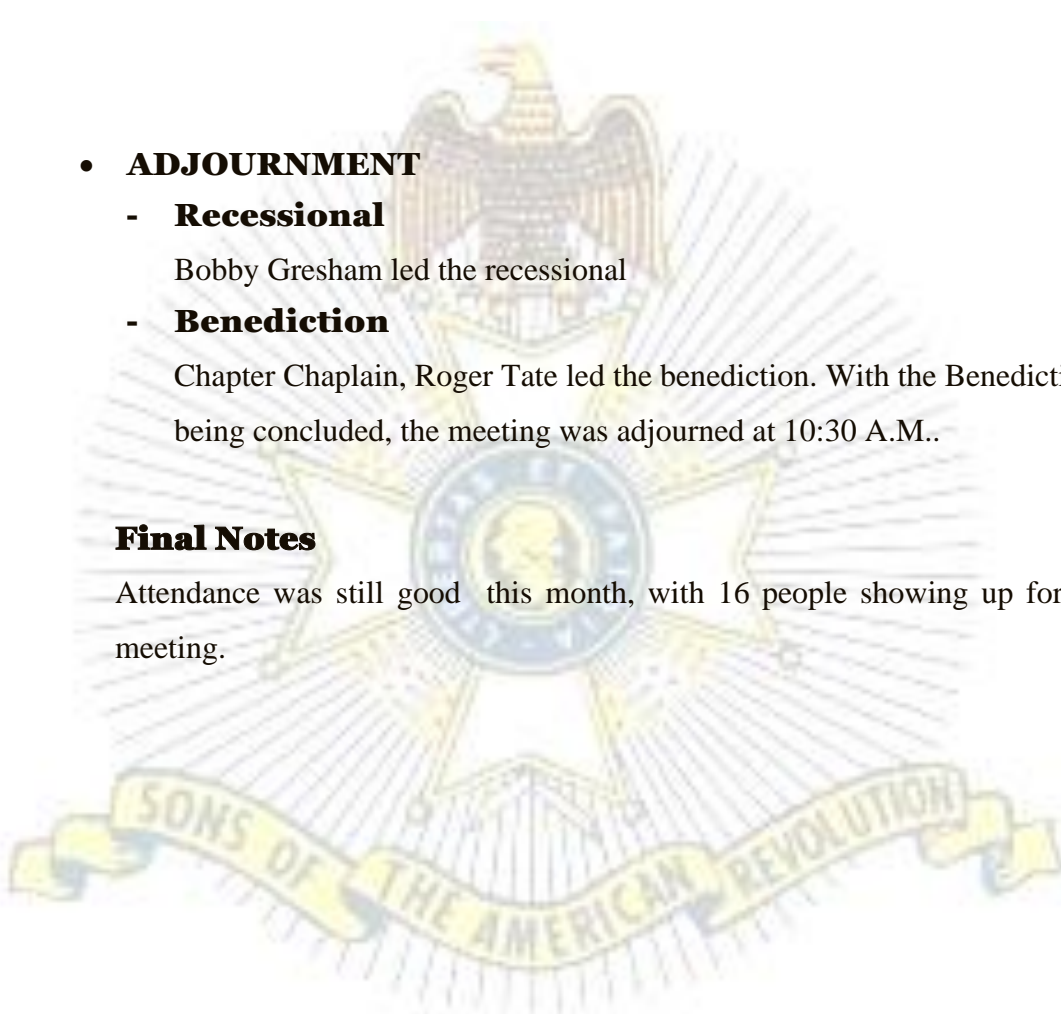 • ADJOURNMENT
- Recessional
Bobby Gresham led the recessional
- Benediction
Chapter Chaplain, Roger Tate led the benediction. With the
being concluded, the meeting was adjourned at 10:30 A.M..
Final Notes
Attendance was still good this month, with 16 people showing up for
meeting.
SONS OF THE AMERICAN REVOLUTION